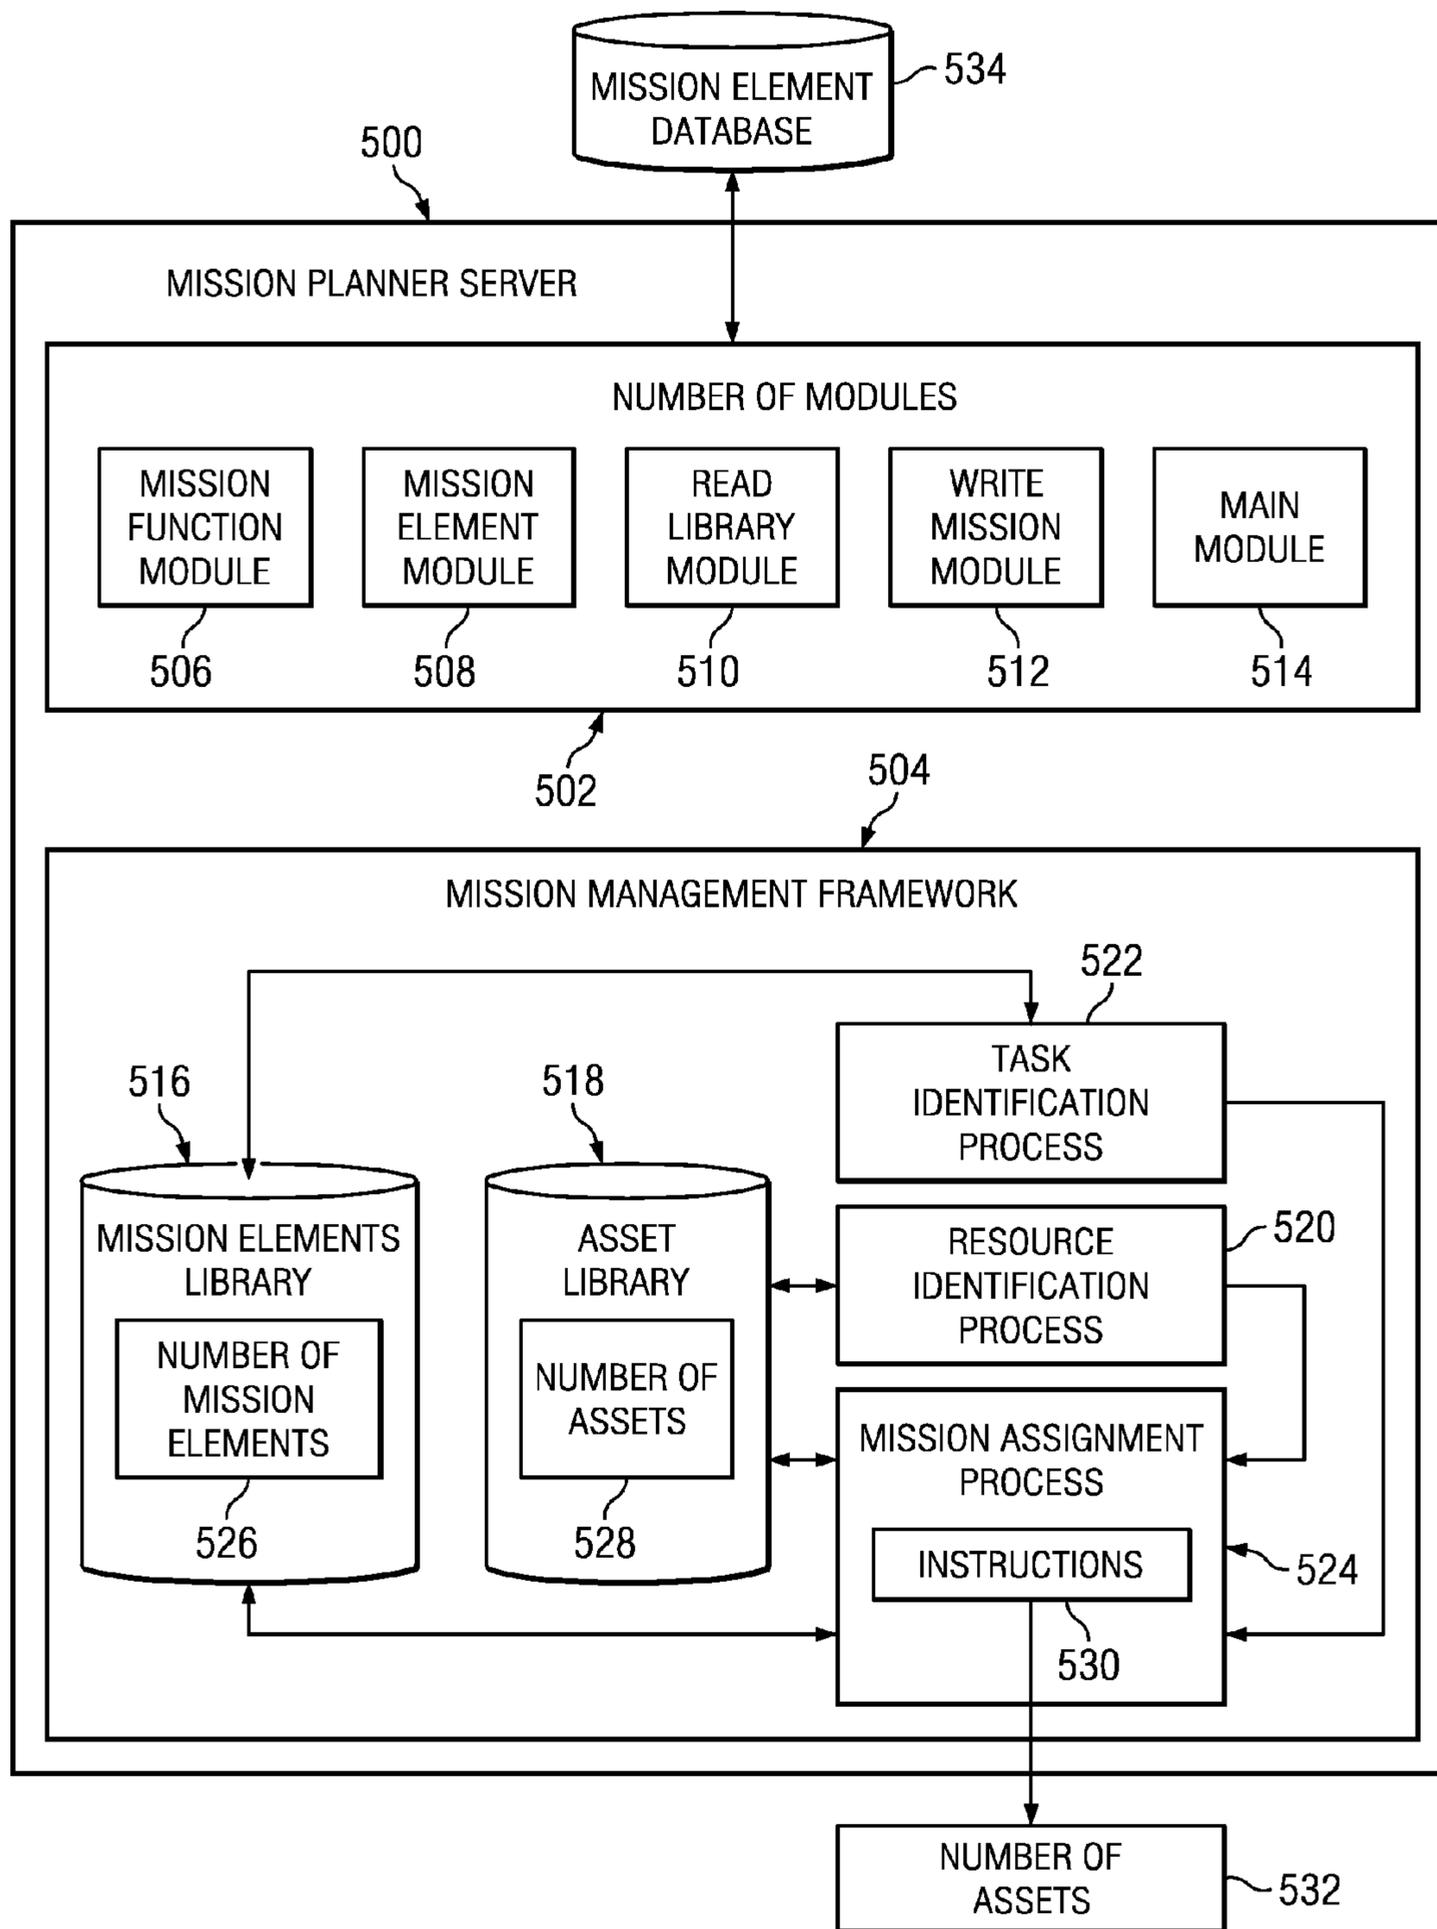 MISSION ELEMENT
DATABASE
534
500
MISSION PLANNER SERVER
NUMBER OF MODULES
MISSION
FUNCTION
MODULE
MISSION
ELEMENT
MODULE
READ
LIBRARY
MODULE
WRITE
MISSION
MODULE
MAIN
MODULE
506
508
510
512
514
502
504
MISSION MANAGEMENT FRAMEWORK
522
TASK
IDENTIFICATION
PROCESS
516
518
MISSION ELEMENTS
LIBRARY
ASSET
LIBRARY
RESOURCE
IDENTIFICATION
PROCESS
520
NUMBER OF
MISSION
ELEMENTS
NUMBER OF
ASSETS
MISSION ASSIGNMENT
PROCESS
526
528
INSTRUCTIONS
524
530
NUMBER OF
ASSETS
532